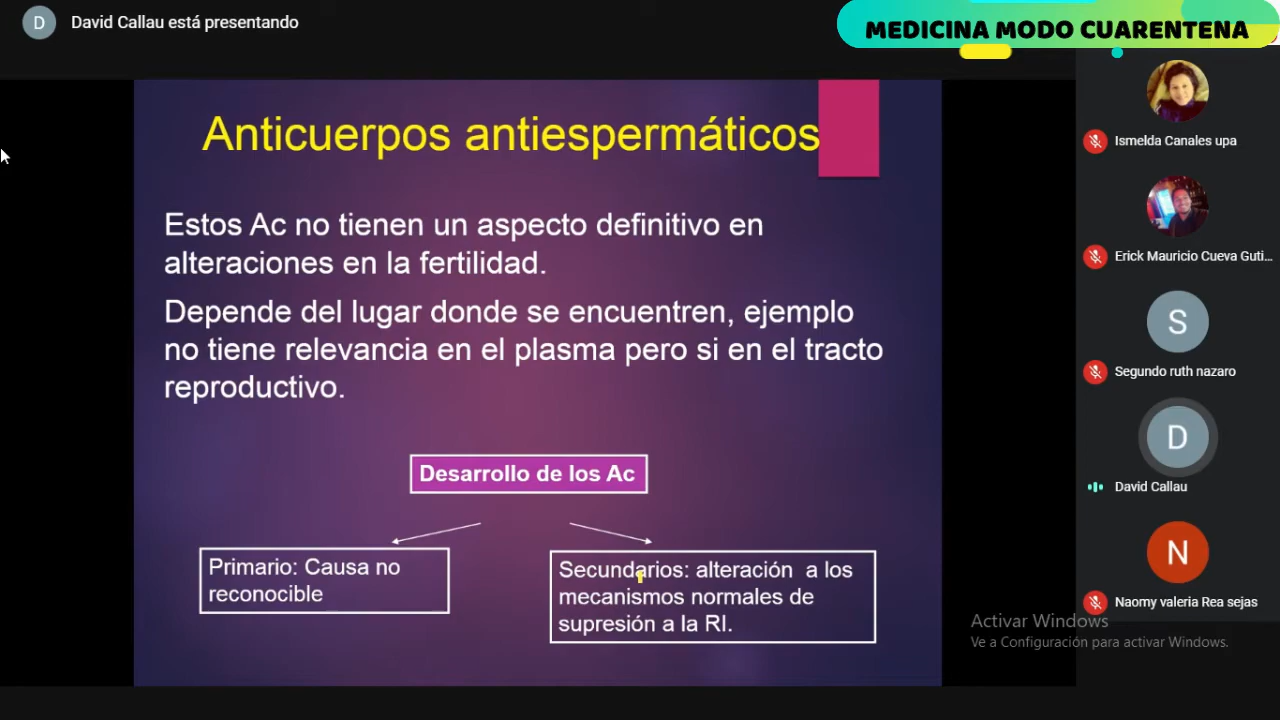 D
David Callau está presentando
MEDICINA MODO CUARENTENA
Anticuerpos antiespermáticos
Estos Ac no tienen un aspecto definitivo en
alteraciones en la fertilidad.
Depende del lugar donde se encuentren, ejemplo
no tiene relevancia en el plasma pero si en el tracto
reproductivo.
Desarrollo de los Ac
Primario: Causa no
reconocible
Secundarios: alteración a los
mecanismos normales de
supresión a la RI.
Ismelda Canales upa
Erick Mauricio Cueva Guti...
S
Segundo ruth nazaro
D
David Callau
N
Naomy valeria Rea sejas
Activar Windows
Ve a Configuración para activar Windows.